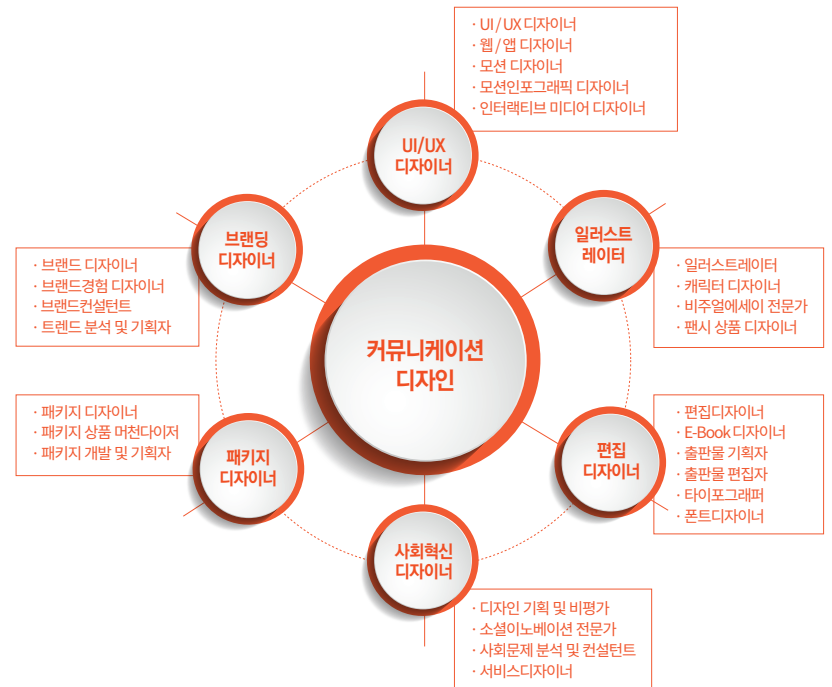 · UI/UX 디자이너
· 웹/앱 디자이너
· 모션 디자이너
· 모션인포그래픽 디자이너
· 인터랙티브 미디어 디자이너
UI/UX
디자이너
브랜딩
디자이너
일러스트
레이터
· 브랜드 디자이너
· 브랜드경험 디자이너
· 브랜드컨설턴트
· 트렌드 분석 및 기획자
· 일러스트레이터
· 캐릭터 디자이너
· 비주얼에세이 전문가
· 팬시 상품 디자이너
커뮤니케이션
디자인
· 패키지 디자이너
· 패키지 상품 머천다이저
· 패키지 개발 및 기획자
패키지
디자이너
편집
디자이너
· 편집디자이너
· E-Book 디자이너
· 출판물 기획자
· 출판물 편집자
· 타이포그래퍼
· 폰트디자이너
사회혁신
디자이너
· 디자인 기획 및 비평가
· 소셜이노베이션 전문가
· 사회문제 분석 및 컨설턴트
· 서비스디자이너